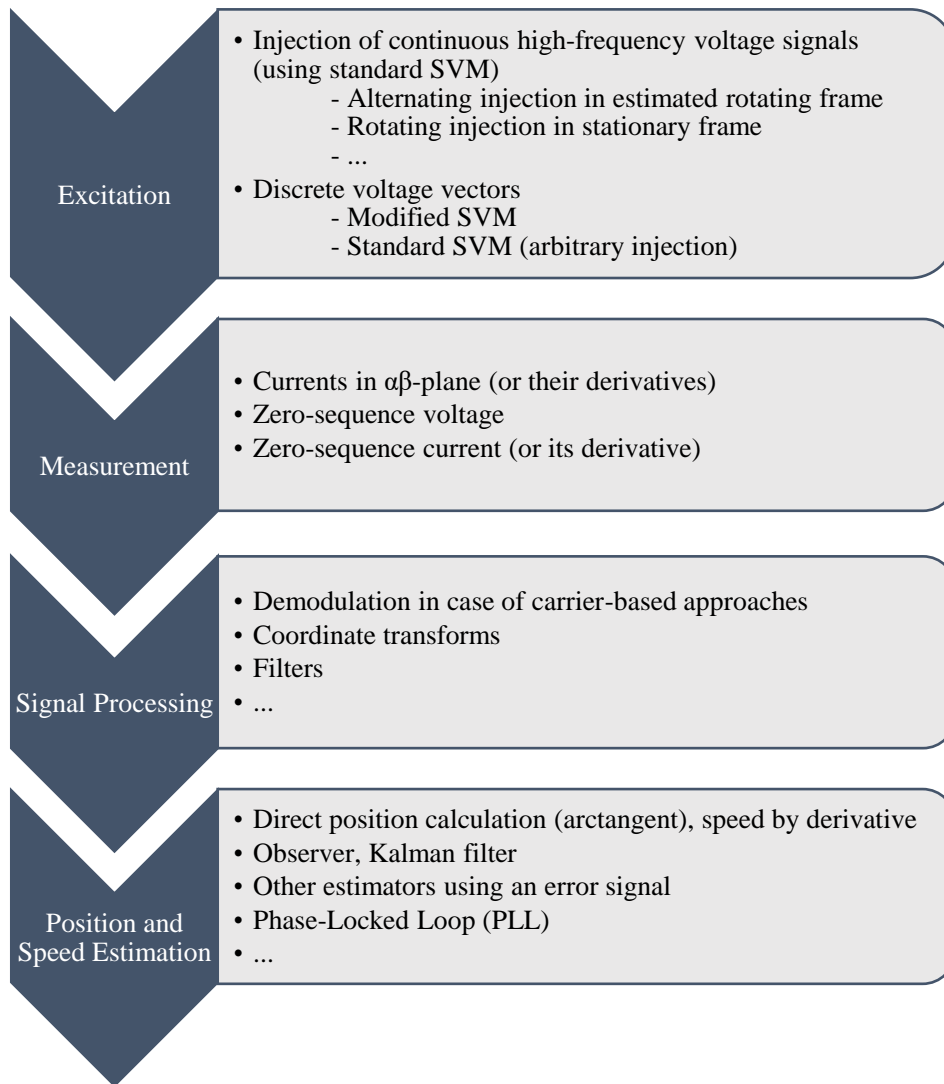 Excitation
• Injection of continuous high-frequency voltage signals
(using standard SVM)
- Alternating injection in estimated rotating frame
- Rotating injection in stationary frame
- ...
• Discrete voltage vectors
- Modified SVM
- Standard SVM (arbitrary injection)
Measurement
• Currents in αβ-plane (or their derivatives)
• Zero-sequence voltage
• Zero-sequence current (or its derivative)
Signal Processing
• Demodulation in case of carrier-based approaches
• Coordinate transforms
• Filters
• ...
Position and
Speed Estimation
• Direct position calculation (arctangent), speed by derivative
• Observer, Kalman filter
• Other estimators using an error signal
• Phase-Locked Loop (PLL)
• ...